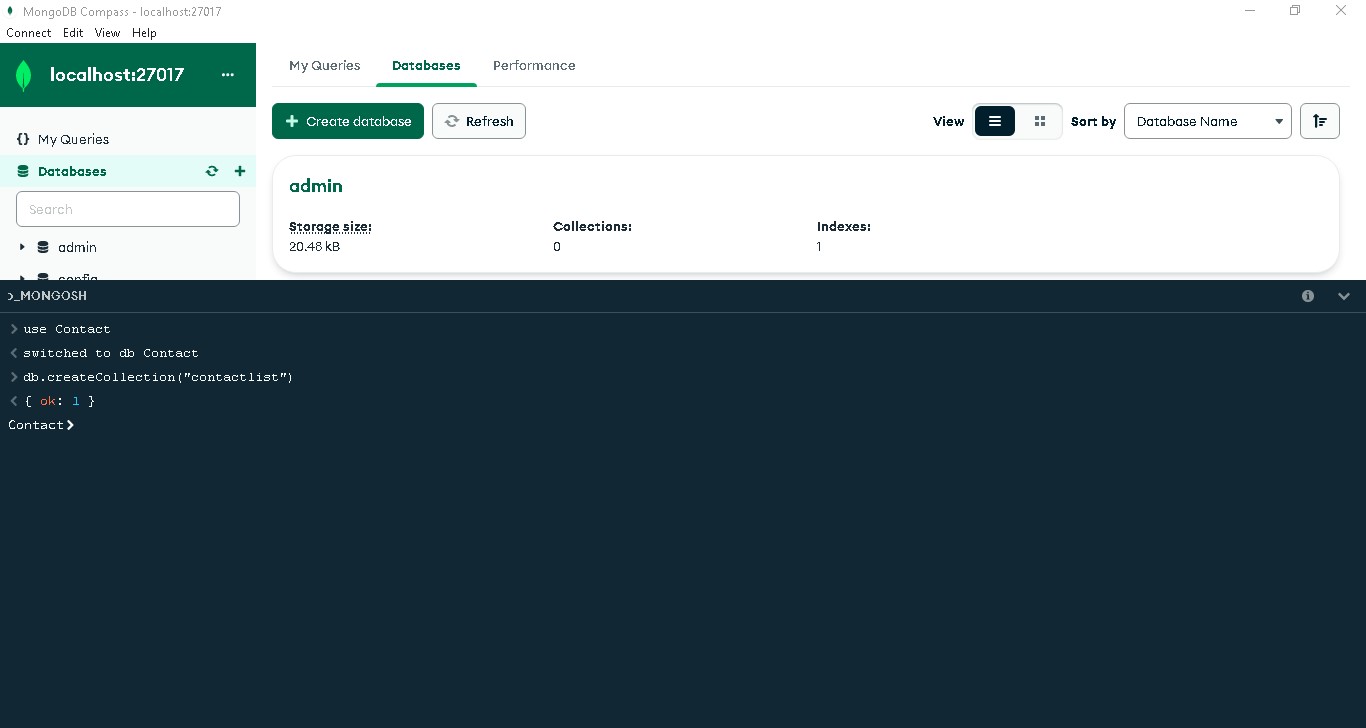 MongoDB Compass - localhost:27017
Connect Edit View Help
localhost:27017 ...
My Queries Databases Performance
Create database Refresh View Sort by Database Name
{} My Queries
Databases
Search
admin
config
admin
Storage size: Collections: Indexes:
20.48 kB 0 1
>_MONGOSH
> use Contact
< switched to db Contact
> db.createCollection("contactlist")
< { ok: 1 }
Contact>